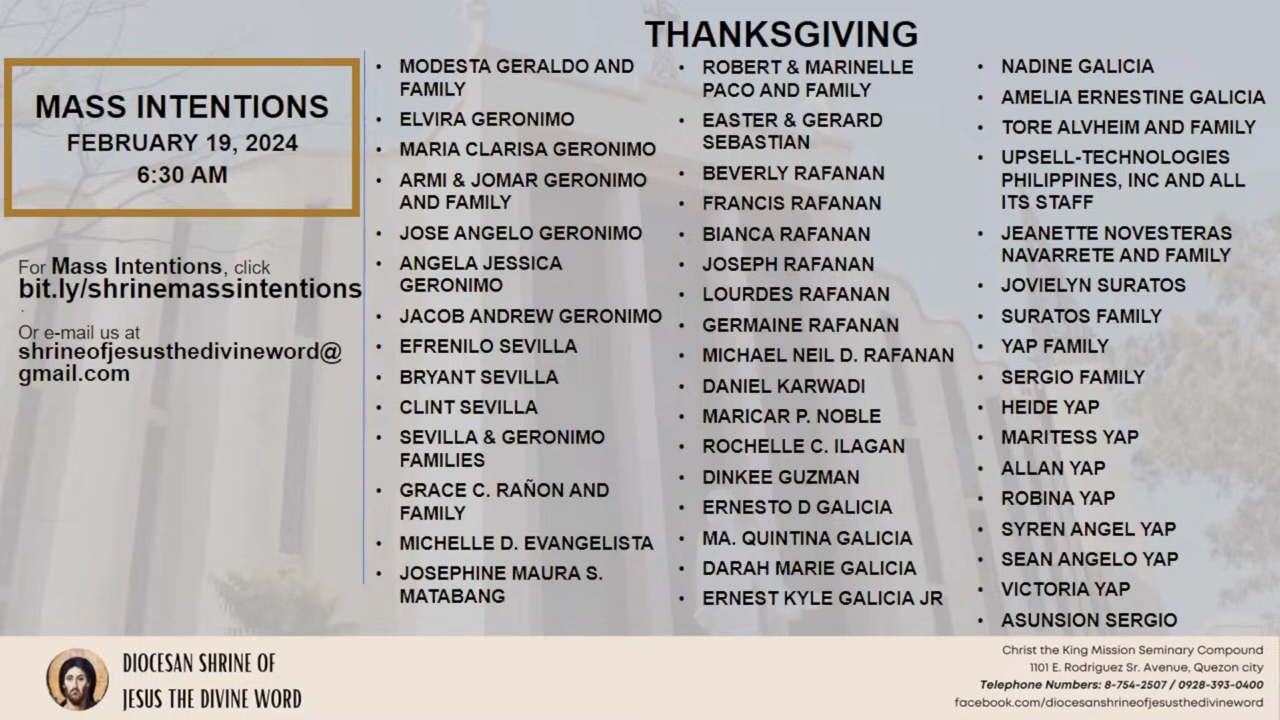 THANKSGIVING
MASS INTENTIONS
FEBRUARY 19, 2024
6:30 AM
For Mass Intentions, click
bit.ly/shrinemassintentions
.
Or e-mail us at
shrineofjesusthedivineword@
gmail.com
• MODESTA GERALDO AND
FAMILY
• ELVIRA GERONIMO
• MARIA CLARISA GERONIMO
• ARMI & JOMAR GERONIMO
AND FAMILY
• JOSE ANGELO GERONIMO
• ANGELA JESSICA
GERONIMO
• JACOB ANDREW GERONIMO
• EFRENILO SEVILLA
• BRYANT SEVILLA
• CLINT SEVILLA
• SEVILLA & GERONIMO
FAMILIES
• GRACE C. RAÑON AND
FAMILY
• MICHELLE D. EVANGELISTA
• JOSEPHINE MAURA S.
MATABANG
• ROBERT & MARINELLE
PACO AND FAMILY
• EASTER & GERARD
SEBASTIAN
• BEVERLY RAFANAN
• FRANCIS RAFANAN
• BIANCA RAFANAN
• JOSEPH RAFANAN
• LOURDES RAFANAN
• GERMAINE RAFANAN
• MICHAEL NEIL D. RAFANAN
• DANIEL KARWADI
• MARICAR P. NOBLE
• ROCHELLE C. ILAGAN
• DINKEE GUZMAN
• ERNESTO D GALICIA
• MA. QUINTINA GALICIA
• DARAH MARIE GALICIA
• ERNEST KYLE GALICIA JR
• NADINE GALICIA
• AMELIA ERNESTINE GALICIA
• TORE ALVHEIM AND FAMILY
• UPSELL-TECHNOLOGIES
PHILIPPINES, INC AND ALL
ITS STAFF
• JEANETTE NOVESTERAS
NAVARRETE AND FAMILY
• JOVIELYN SURATOS
• SURATOS FAMILY
• YAP FAMILY
• SERGIO FAMILY
• HEIDE YAP
• MARITESS YAP
• ALLAN YAP
• ROBINA YAP
• SYREN ANGEL YAP
• SEAN ANGELO YAP
• VICTORIA YAP
• ASUNSION SERGIO
DIOCESAN SHRINE OF
JESUS THE DIVINE WORD
Christ the King Mission Seminary Compound
1101 E. Rodriguez Sr. Avenue, Quezon city
Telephone Numbers: 8-754-2507 / 0928-393-0400
facebook.com/diocesanshrineofjesusthedivineword